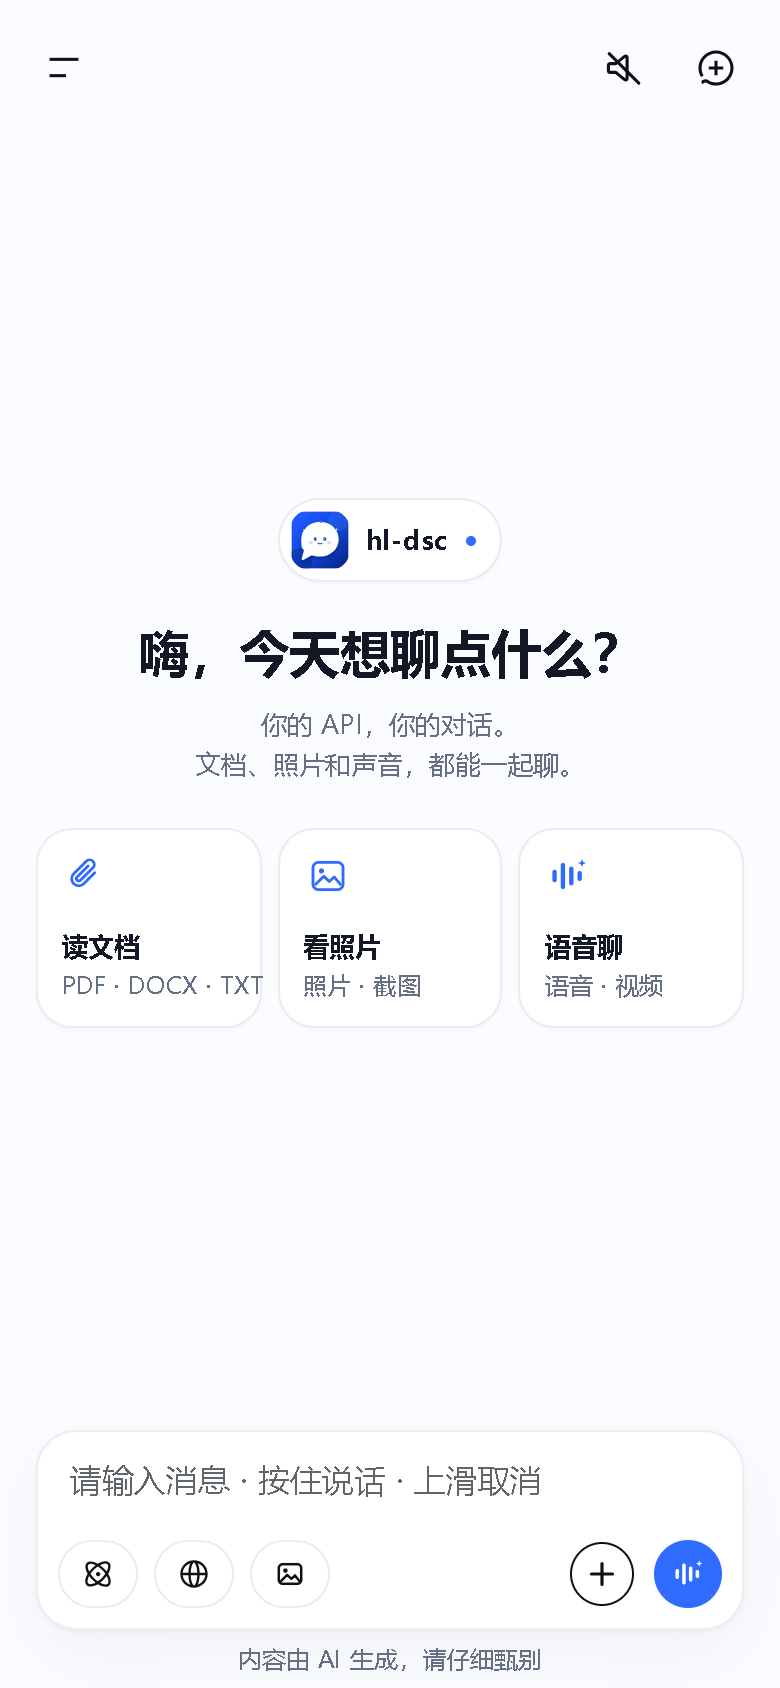 hl-dsc
嗨，今天想聊点什么？
你的 API，你的对话。
文档、照片和声音，都能一起聊。
读文档
PDF · DOCX · TXT
看照片
照片 · 截图
语音聊
语音 · 视频
请输入消息 · 按住说话 · 上滑取消
内容由 AI 生成，请仔细甄别